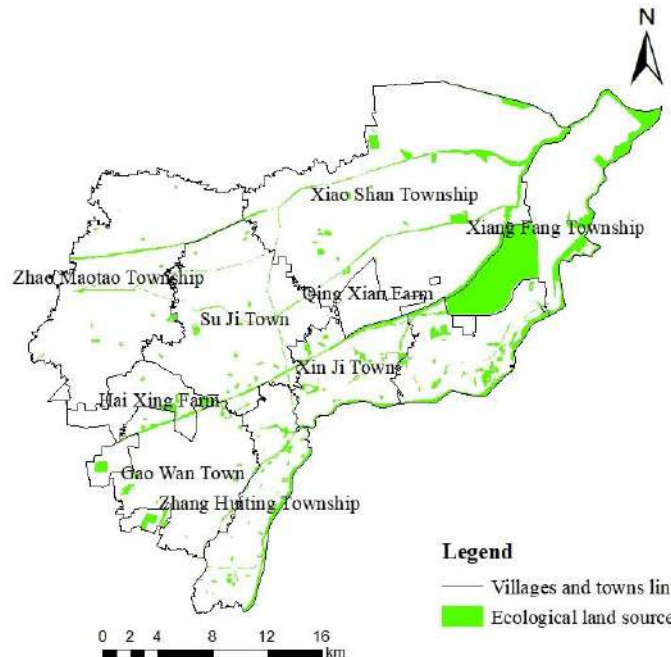 N
Xiao Shan Township
Xiang Fang Township
Zhao Maotao Township
Qing Xian Farm
Su Ji Town
Xin Ji Town
Hai Xing Farm
Gao Wan Town
Zhang Huiting Township
Legend
Villages and towns lin
Ecological land source
0 2 4 8 12 16
km